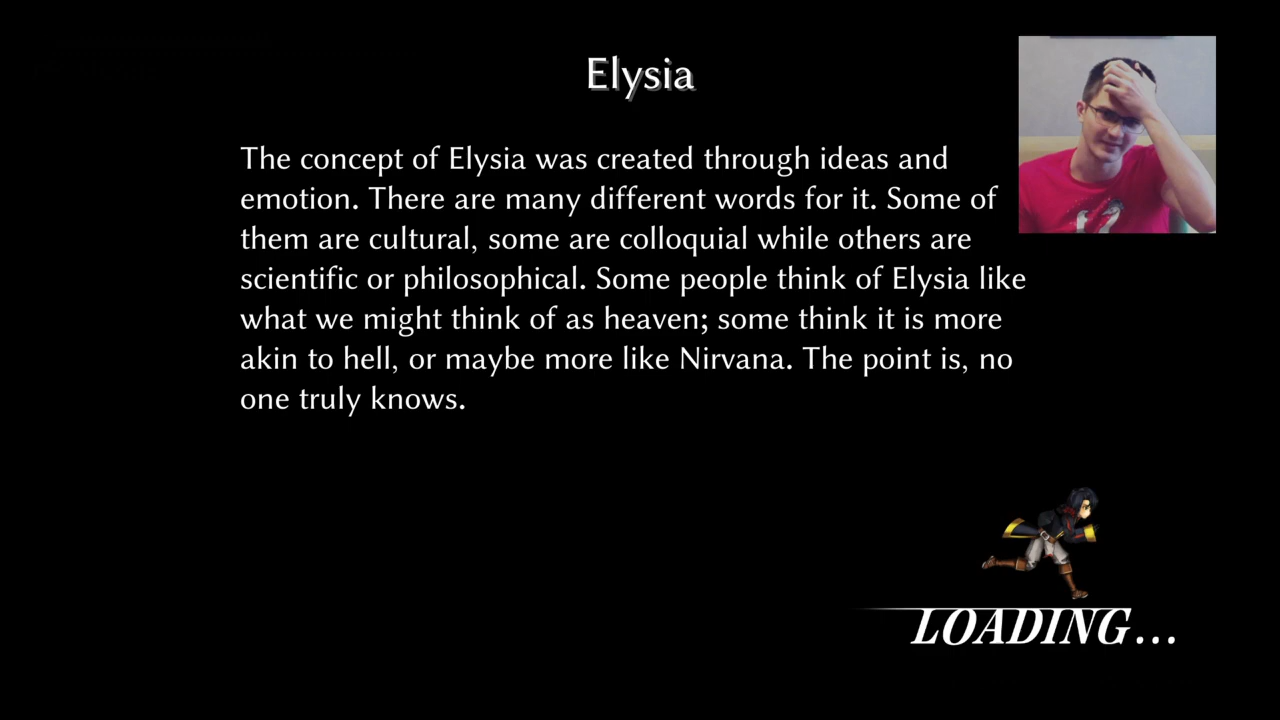 Elysia
The concept of Elysia was created through ideas and
emotion. There are many different words for it. Some of
them are cultural, some are colloquial while others are
scientific or philosophical. Some people think of Elysia like
what we might think of as heaven; some think it is more
akin to hell, or maybe more like Nirvana. The point is, no
one truly knows.
LOADING...